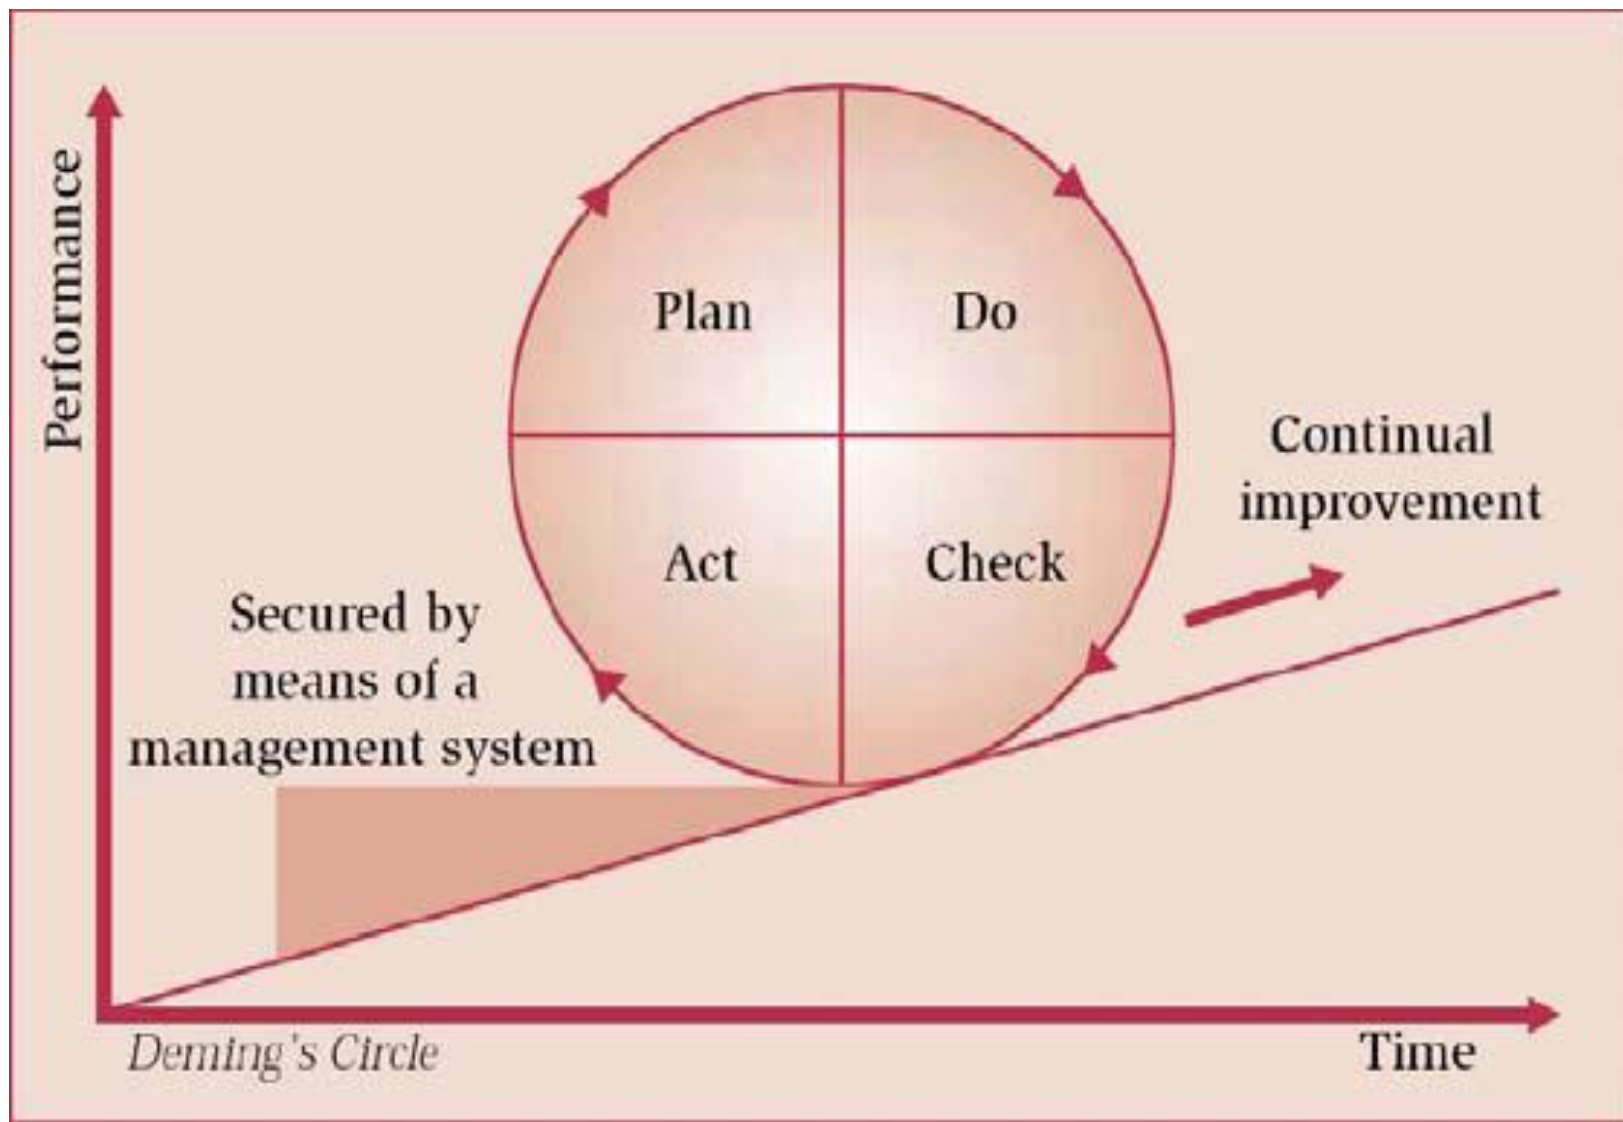 Performance
Plan
Do
Act
Check
Continual
improvement
Secured by
means of a
management system
Deming's Circle
Time